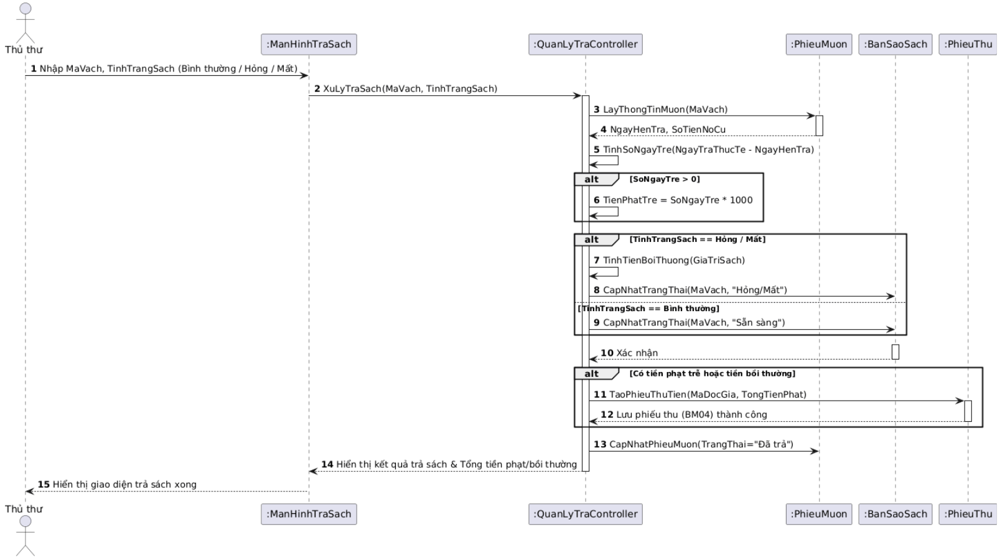 Thủ thư
:ManHinhTraSach
:QuanLyTraController
:PhieuMuon
:BanSaoSach
:PhieuThu
1 Nhập MaVach, TinhTrangSach (Bình thường / Hỏng / Mất)
2 XuLyTraSach(MaVach, TinhTrangSach)
3 LayThongTinMuon(MaVach)
4 NgayHenTra, SoTienNoCu
5 TinhSoNgayTre(NgayTraThucTe - NgayHenTra)
alt [SoNgayTre > 0]
6 TienPhatTre = SoNgayTre * 1000
alt [TinhTrangSach == Hỏng / Mất]
7 TinhTienBoiThuong(GiaTriSach)
8 CapNhatTrangThai(MaVach, "Hỏng/Mất")
[TinhTrangSach == Bình thường]
9 CapNhatTrangThai(MaVach, "Sẵn sàng")
10 Xác nhận
alt [Có tiền phạt trễ hoặc tiền bồi thường]
11 TaoPhieuThuTien(MaDocGia, TongTienPhat)
12 Lưu phiếu thu (BM04) thành công
13 CapNhatPhieuMuon(TrangThai="Đã trả")
14 Hiển thị kết quả trả sách & Tổng tiền phạt/bồi thường
15 Hiển thị giao diện trả sách xong
Thủ thư
:ManHinhTraSach
:QuanLyTraController
:PhieuMuon
:BanSaoSach
:PhieuThu